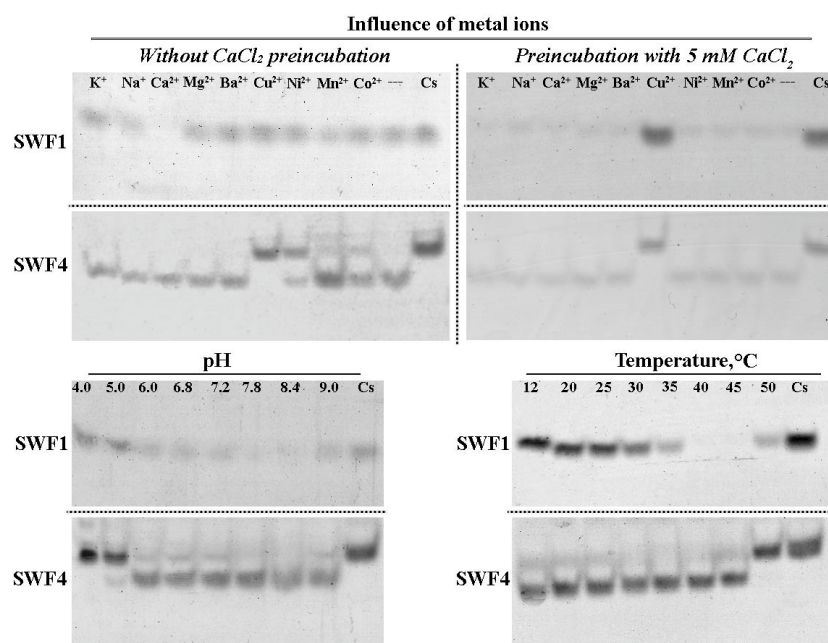 Influence of metal ions
Without CaCl₂ preincubation
Preincubation with 5 mM CaCl₂
K⁺ Na⁺ Ca²⁺ Mg²⁺ Ba²⁺ Cu²⁺ Ni²⁺ Mn²⁺ Co²⁺ --- Cs
K⁺ Na⁺ Ca²⁺ Mg²⁺ Ba²⁺ Cu²⁺ Ni²⁺ Mn²⁺ Co²⁺ --- Cs
SWF1
SWF4
pH
4.0 5.0 6.0 6.8 7.2 7.8 8.4 9.0 Cs
SWF1
SWF4
Temperature,°C
12 20 25 30 35 40 45 50 Cs
SWF1
SWF4